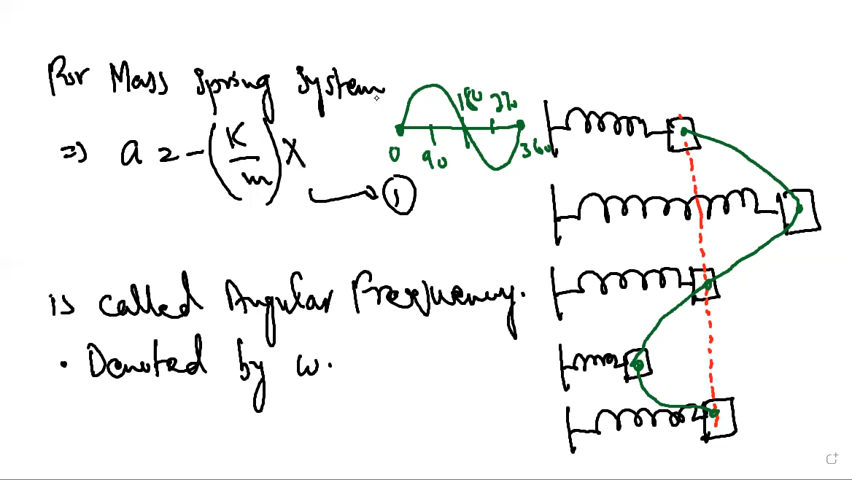 For Mass Spring System
⇒ a = -(K/m) X
1
0 90 180 270 360
is called Angular Frequency.
· Denoted by ω.